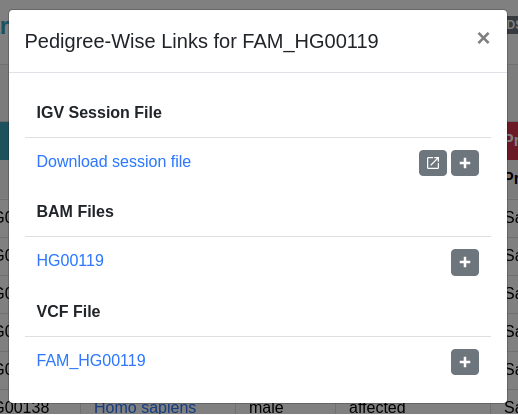 Pedigree-Wise Links for FAM_HG00119 ×
IGV Session File
Download session file
BAM Files
HG00119
VCF File
FAM_HG00119
G00138 Homo sapiens male affected Sa